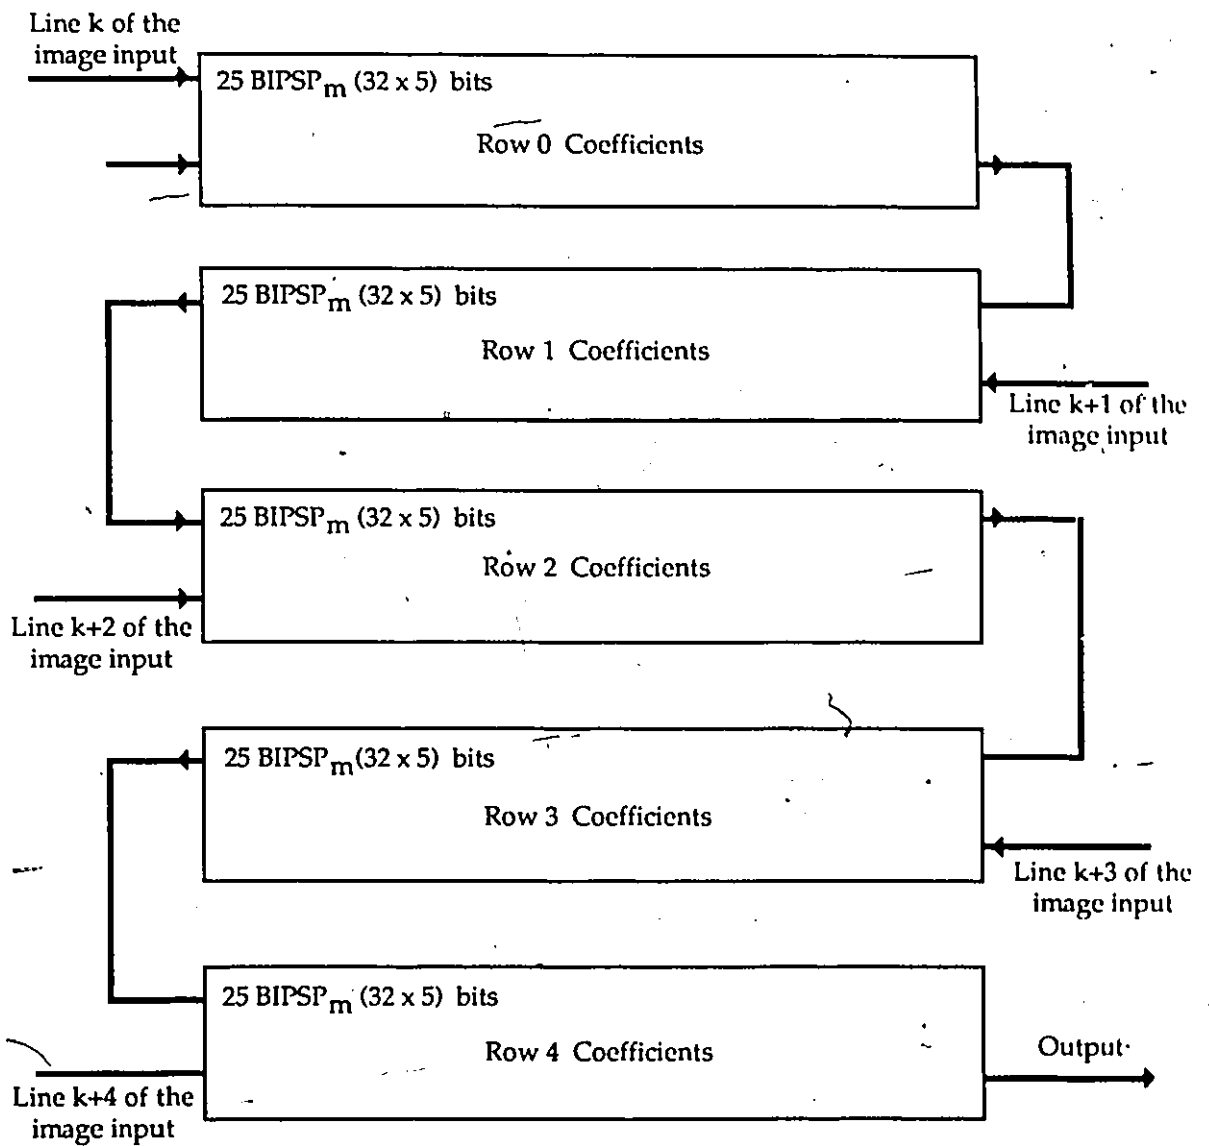 Line k of the
image input
25 BIPSPm (32 x 5) bits
Row 0 Coefficients
25 BIPSPm (32 x 5) bits
Row 1 Coefficients
Line k+1 of the
image input
25 BIPSPm (32 x 5) bits
Row 2 Coefficients
Line k+2 of the
image input
25 BIPSPm (32 x 5) bits
Row 3 Coefficients
Line k+3 of the
image input
25 BIPSPm (32 x 5) bits
Row 4 Coefficients
Output
Line k+4 of the
image input